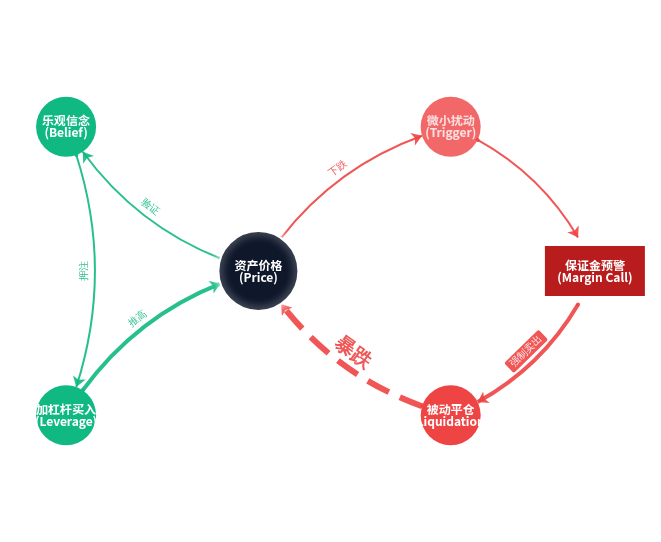 乐观信念
(Belief)
微小扰动
(Trigger)
下跌
验证
押注
资产价格
(Price)
保证金预警
(Margin Call)
推高
暴跌
强制卖出
加杠杆买入
(Leverage)
被动平仓
(Liquidation)